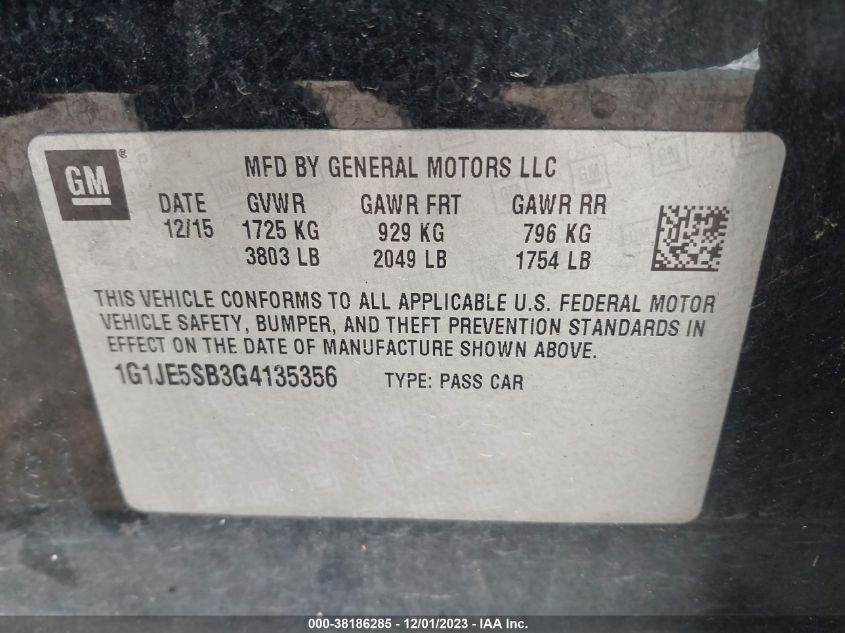 GM®
MFD BY GENERAL MOTORS LLC
DATE GVWR GAWR FRT GAWR RR
12/15 1725 KG 929 KG 796 KG
3803 LB 2049 LB 1754 LB
THIS VEHICLE CONFORMS TO ALL APPLICABLE U.S. FEDERAL MOTOR
VEHICLE SAFETY, BUMPER, AND THEFT PREVENTION STANDARDS IN
EFFECT ON THE DATE OF MANUFACTURE SHOWN ABOVE.
1G1JE5SB3G4135356 TYPE: PASS CAR
000-38186285 - 12/01/2023 - IAA Inc.